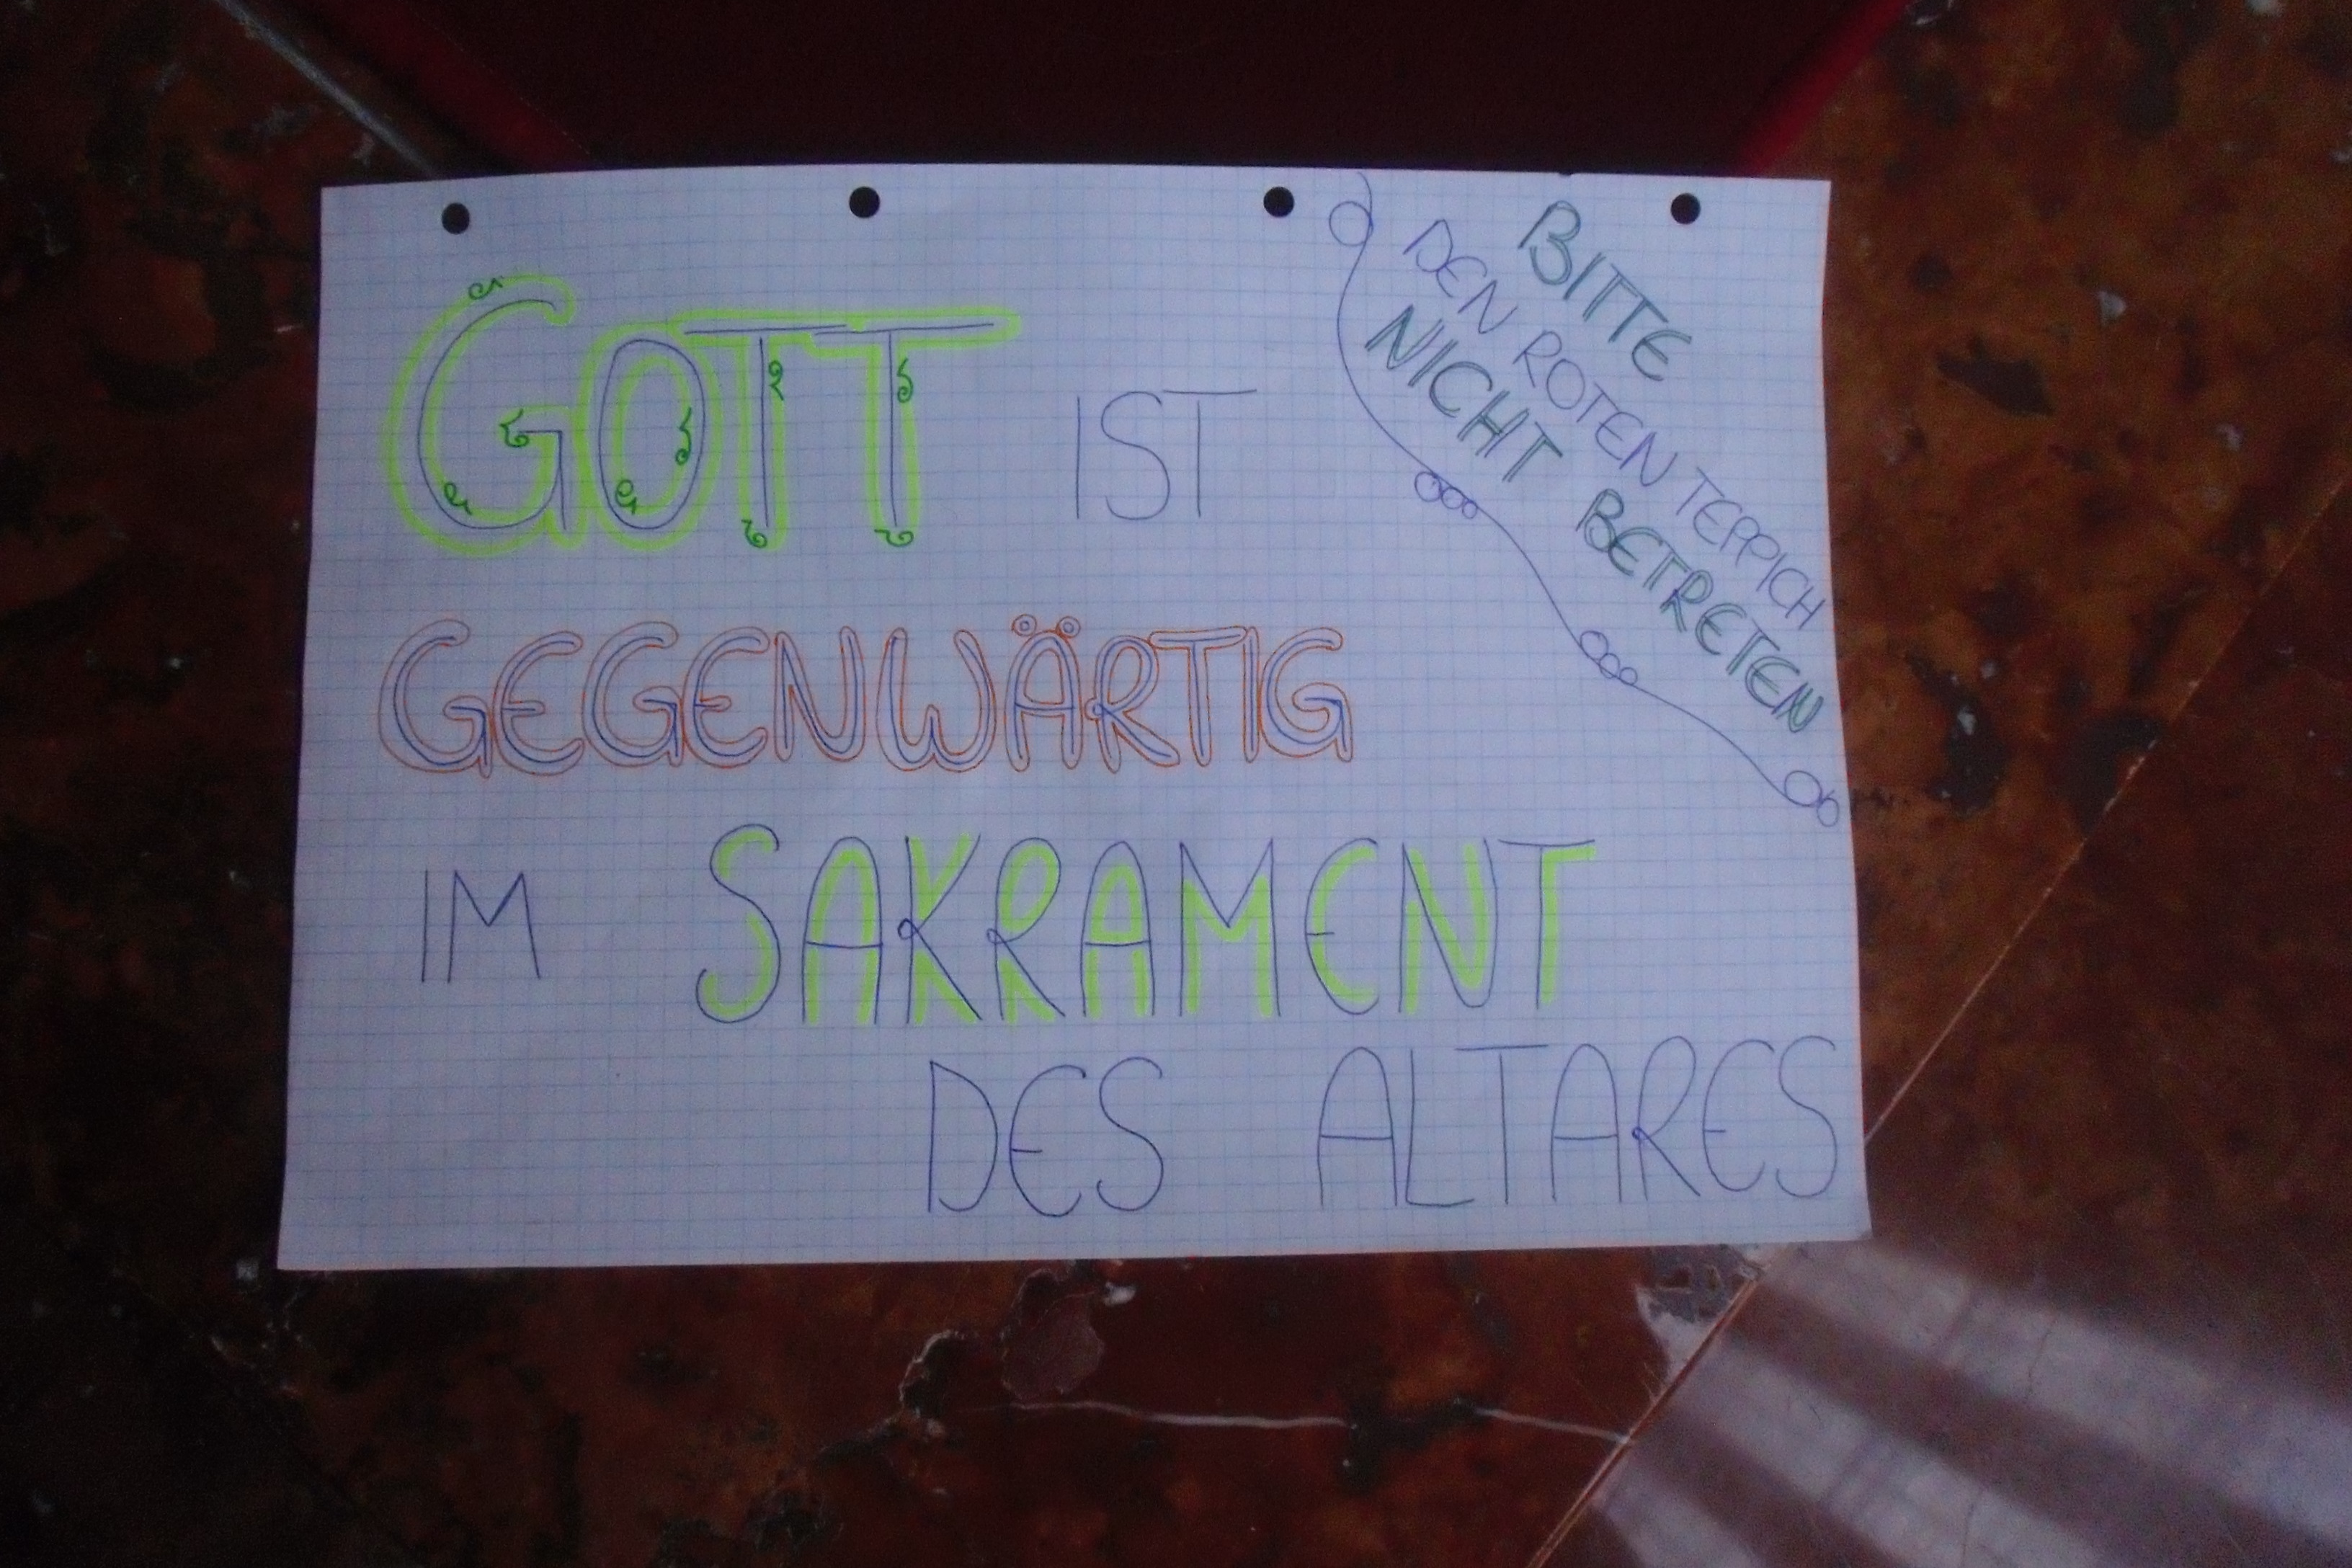 GOTT IST
GEGENWÄRTIG
IM SAKRAMENT
DES ALTARES
BITTE
DEN ROTEN TEPPICH
NICHT BETRETEN